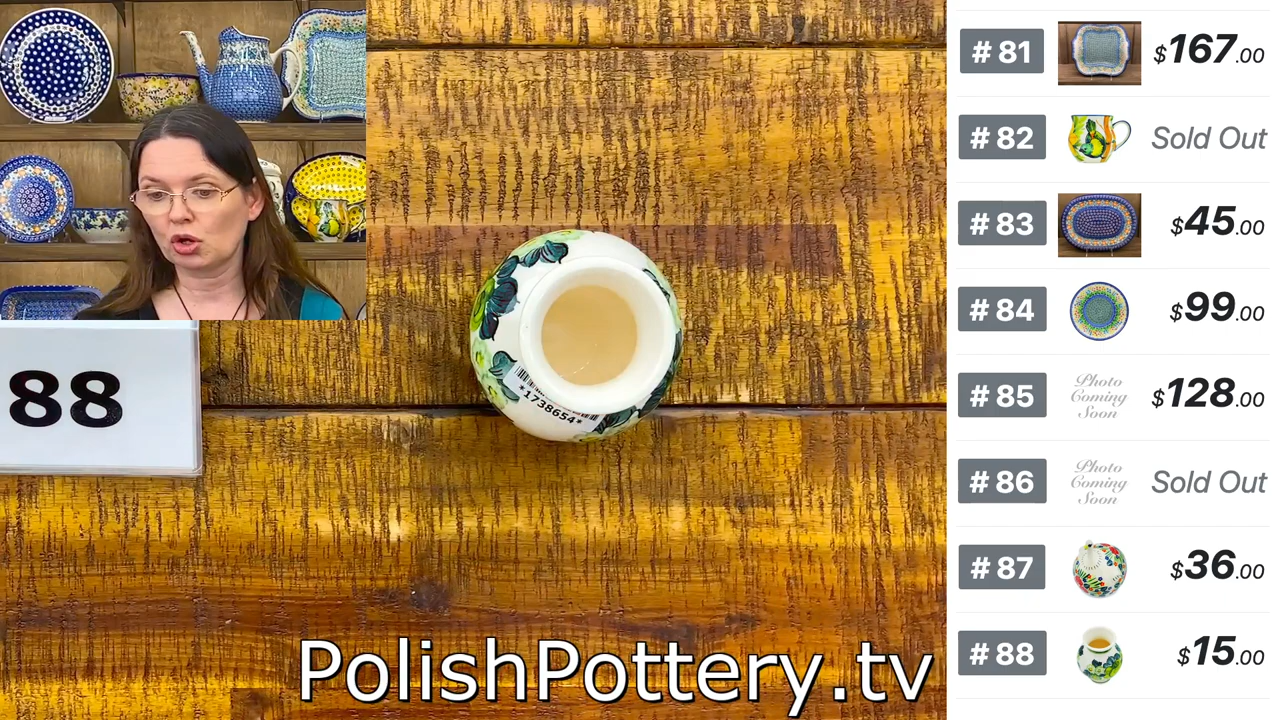 88
*1738654*
PolishPottery.tv
# 81 $167.00
# 82 Sold Out
# 83 $45.00
# 84 $99.00
# 85 Photo Coming Soon $128.00
# 86 Photo Coming Soon Sold Out
# 87 $36.00
# 88 $15.00